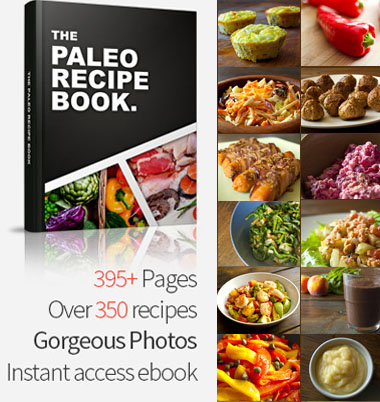 THE
PALEO
RECIPE
BOOK.
THE PALEO RECIPE BOOK
395+ Pages
Over 350 recipes
Gorgeous Photos
Instant access ebook